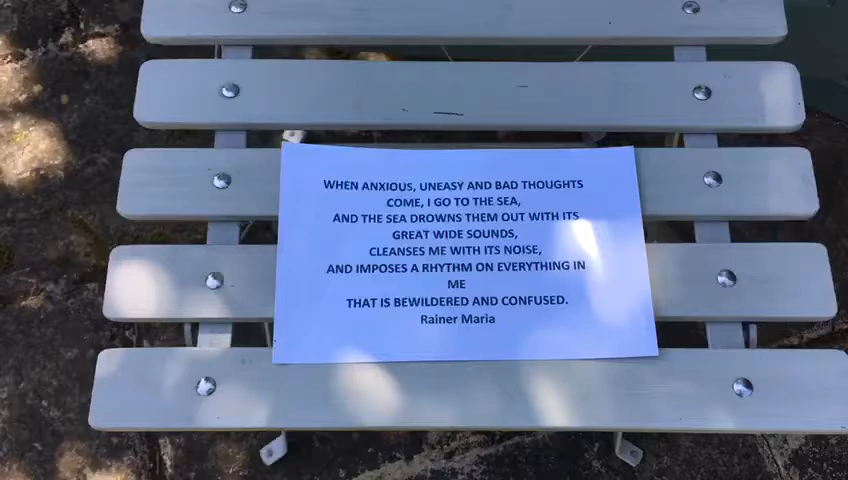 WHEN ANXIOUS, UNEASY AND BAD THOUGHTS
COME, I GO TO THE SEA,
AND THE SEA DROWNS THEM OUT WITH ITS
GREAT WIDE SOUNDS,
CLEANSES ME WITH ITS NOISE,
AND IMPOSES A RHYTHM ON EVERYTHING IN
ME
THAT IS BEWILDERED AND CONFUSED.
Rainer Maria